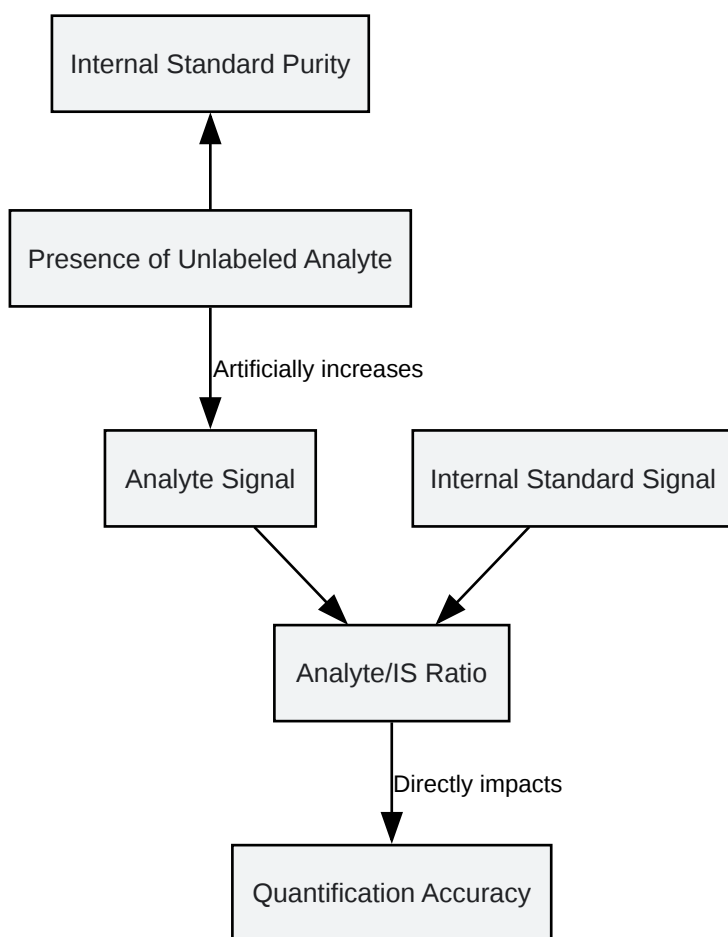 Internal Standard Purity
Presence of Unlabeled Analyte
Artificially increases
Analyte Signal
Internal Standard Signal
Analyte/IS Ratio
Directly impacts
Quantification Accuracy